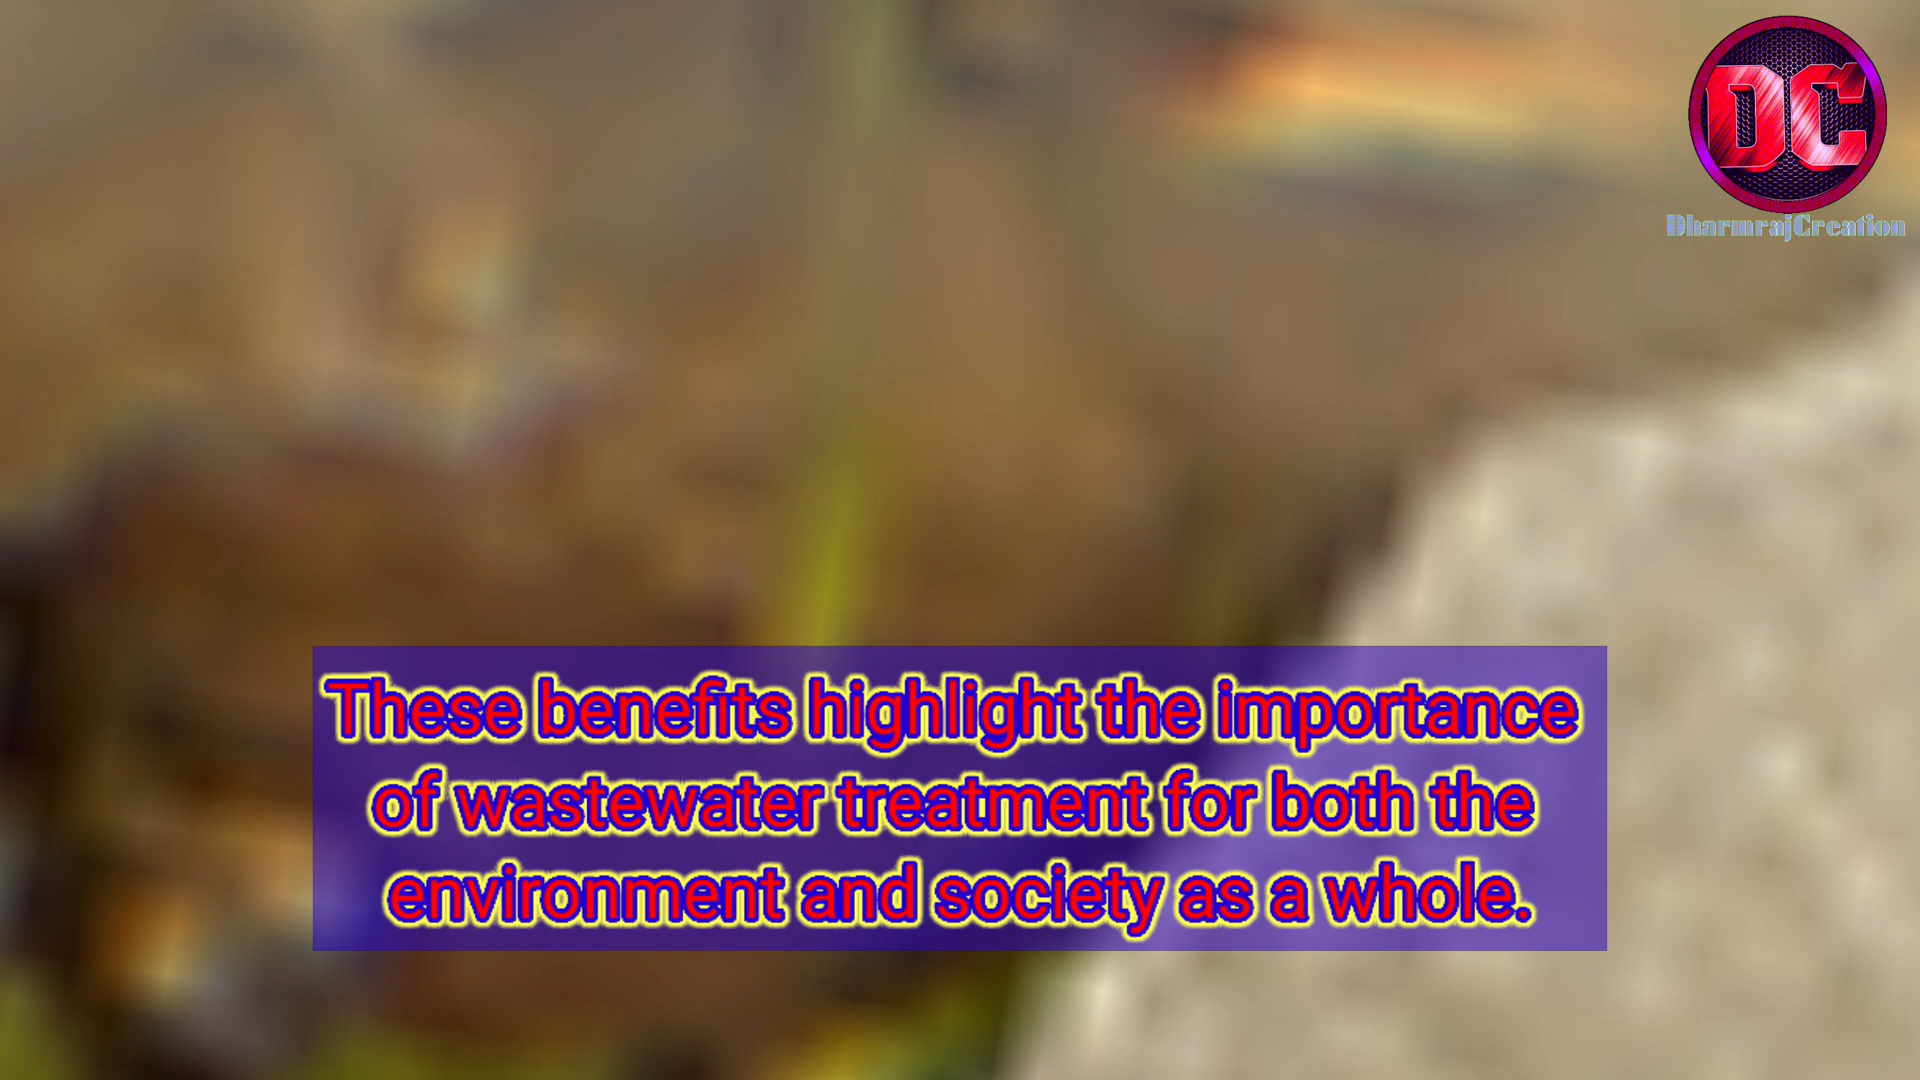 DC
DharmrajCreation
These benefits highlight the importance
of wastewater treatment for both the
environment and society as a whole.